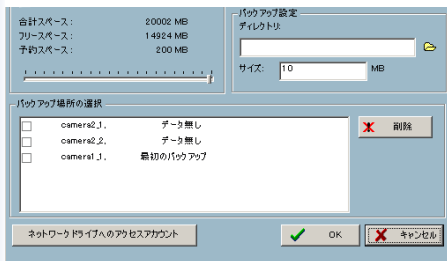 合計スペース: 20002 MB
フリースペース: 14924 MB
予約スペース: 200 MB
バックアップ設定
ディレクトリ:
サイズ: 10 MB
バックアップ場所の選択
camera2_1, データ無し
camera2_2, データ無し
camera1_1, 最初のバックアップ
削除
ネットワークドライブへのアクセスアカウント
OK
キャンセル